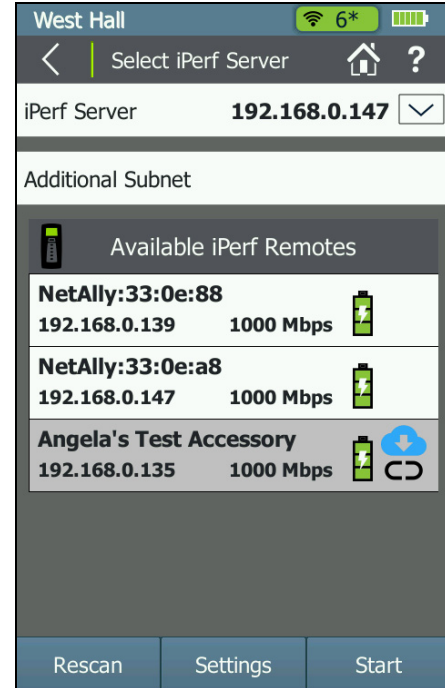 West Hall 6*
Select iPerf Server ?
iPerf Server 192.168.0.147
Additional Subnet
Available iPerf Remotes
NetAlly:33:0e:88
192.168.0.139 1000 Mbps
NetAlly:33:0e:a8
192.168.0.147 1000 Mbps
Angela's Test Accessory
192.168.0.135 1000 Mbps
Rescan Settings Start